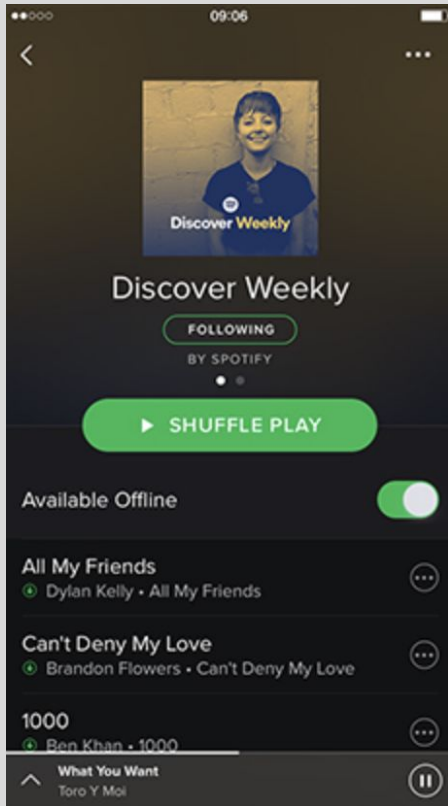 09:06
Discover Weekly
Discover Weekly
FOLLOWING
BY SPOTIFY
SHUFFLE PLAY
Available Offline
All My Friends
Dylan Kelly • All My Friends
Can't Deny My Love
Brandon Flowers • Can't Deny My Love
1000
Ben Khan • 1000
What You Want
Toro Y Moi